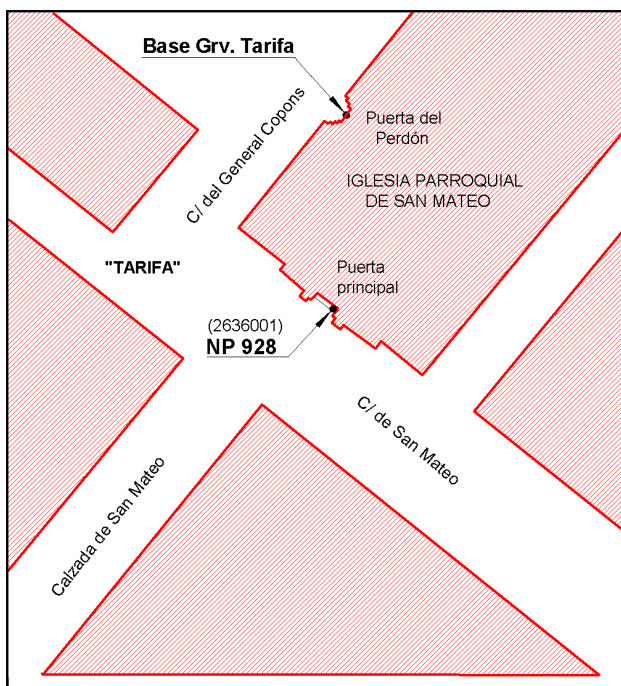 Base Grv. Tarifa
C/ del General Copons
Puerta del
Perdón
IGLESIA PARROQUIAL
DE SAN MATEO
"TARIFA"
Puerta
principal
(2636001)
NP 928
C/ de San Mateo
Calzada de San Mateo